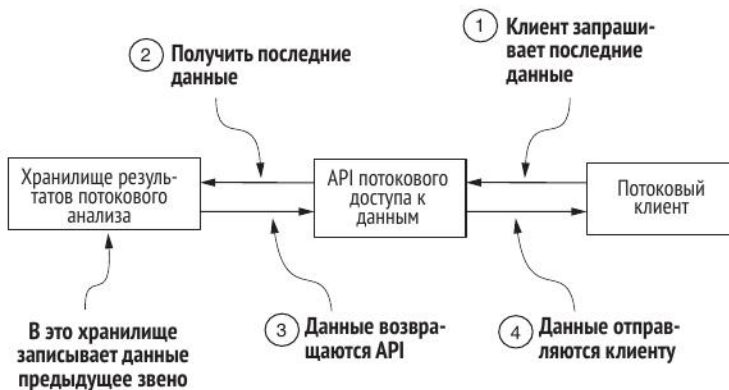 1 Клиент запраши-
вает последние
данные
2 Получить последние
данные
Хранилище резуль-
татов потокового
анализа
API потокового
доступа к
данным
Потоковый
клиент
В это хранилище
записывает данные
предыдущее звено
3 Данные возвра-
щаются API
4 Данные отправ-
ляются клиенту